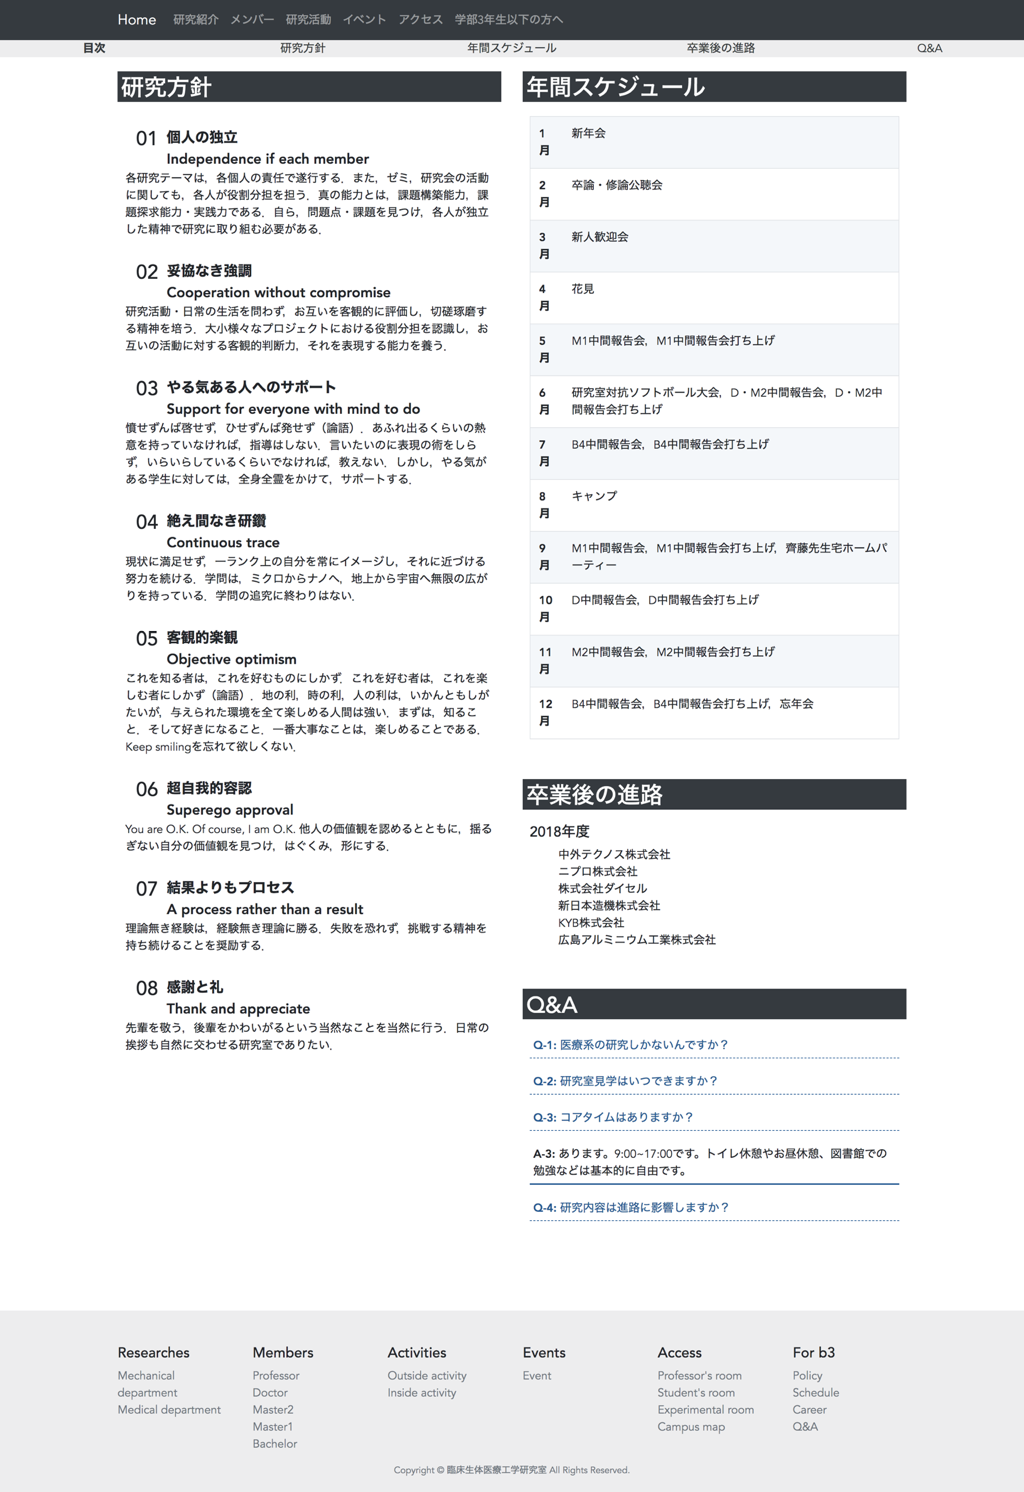 Home 研究紹介 メンバー 研究活動 イベント アクセス 学部3年生以下の方へ
目次 研究方針 年間スケジュール 卒業後の進路 Q&A
研究方針
01 個人の独立
Independence if each member
各研究テーマは，各個人の責任で遂行する．また，ゼミ，研究会の活動
に関しても，各人が役割分担を担う．真の能力とは，課題構築能力，課
題探求能力・実践力である．自ら，問題点・課題を見つけ，各人が独立
した精神で研究に取り組む必要がある．
02 妥協なき強調
Cooperation without compromise
研究活動・日常の生活を問わず，お互いを客観的に評価し，切磋琢磨す
る精神を培う．大小様々なプロジェクトにおける役割分担を認識し，お
互いの活動に対する客観的判断力，それを表現する能力を養う．
03 やる気ある人へのサポート
Support for everyone with mind to do
憤せずんば啓せず，ひせずんば発せず（論語）．あふれ出るくらいの熱
意を持っていなければ，指導はしない．言いたいのに表現の術をしら
ず，いらいらしているくらいでなければ，教えない．しかし，やる気が
ある学生に対しては，全身全霊をかけて，サポートする．
04 絶え間なき研鑽
Continuous trace
現状に満足せず，一ランク上の自分を常にイメージし，それに近づける
努力を続ける．学問は，ミクロからナノへ，地上から宇宙へ無限の広が
りを持っている．学問の追究に終わりはない．
05 客観的楽観
Objective optimism
これを知る者は，これを好むものにしかず．これを好む者は，これを楽
しむ者にしかず（論語）．地の利，時の利，人の利は，いかんともしが
たいが，与えられた環境を全て楽しめる人間は強い．まずは，知るこ
と．そして好きになること．一番大事なことは，楽しめることである．
Keep smilingを忘れて欲しくない．
06 超自我的容認
Superego approval
You are O.K. Of course, I am O.K. 他人の価値観を認めるとともに，揺る
ぎない自分の価値観を見つけ，はぐくみ，形にする．
07 結果よりもプロセス
A process rather than a result
理論無き経験は，経験無き理論に勝る．失敗を恐れず，挑戦する精神を
持ち続けることを奨励する．
08 感謝と礼
Thank and appreciate
先輩を敬う，後輩をかわいがるという当然なことを当然に行う．日常の
挨拶も自然に交わせる研究室でありたい．
年間スケジュール
1月 新年会
2月 卒論・修論公聴会
3月 新人歓迎会
4月 花見
5月 M1中間報告会，M1中間報告会打ち上げ
6月 研究室対抗ソフトボール大会，D・M2中間報告会，D・M2中
間報告会打ち上げ
7月 B4中間報告会，B4中間報告会打ち上げ
8月 キャンプ
9月 M1中間報告会，M1中間報告会打ち上げ，齊藤先生宅ホームパ
ーティー
10月 D中間報告会，D中間報告会打ち上げ
11月 M2中間報告会，M2中間報告会打ち上げ
12月 B4中間報告会，B4中間報告会打ち上げ，忘年会
卒業後の進路
2018年度
中外テクノス株式会社
ニプロ株式会社
株式会社ダイセル
新日本造機株式会社
KYB株式会社
広島アルミニウム工業株式会社
Q&A
Q-1: 医療系の研究しかないんですか？
Q-2: 研究室見学はいつできますか？
Q-3: コアタイムはありますか？
A-3: あります。9:00~17:00です。トイレ休憩やお昼休憩、図書館での
勉強などは基本的に自由です。
Q-4: 研究内容は進路に影響しますか？
Researches
Mechanical
department
Medical department
Members
Professor
Doctor
Master2
Master1
Bachelor
Activities
Outside activity
Inside activity
Events
Event
Access
Professor's room
Student's room
Experimental room
Campus map
For b3
Policy
Schedule
Career
Q&A
Copyright © 臨床生体医療工学研究室 All Rights Reserved.